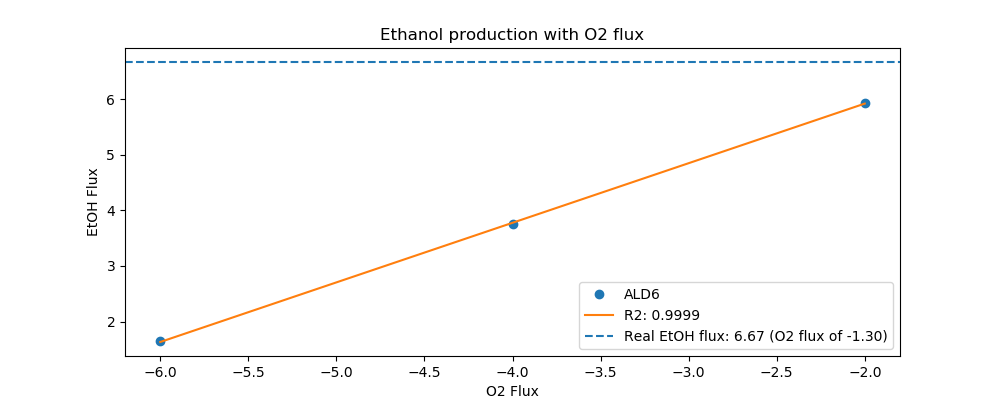 Ethanol production with O2 flux
EtOH Flux
6
5
4
3
2
ALD6
R2: 0.9999
Real EtOH flux: 6.67 (O2 flux of -1.30)
−6.0 −5.5 −5.0 −4.5 −4.0 −3.5 −3.0 −2.5 −2.0
O2 Flux